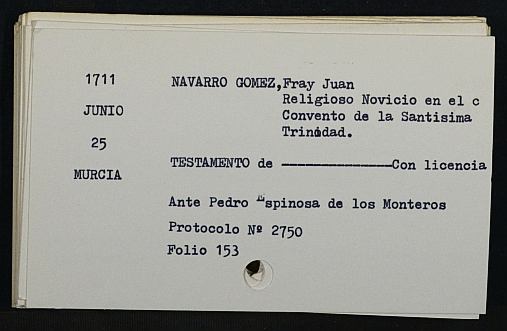 1711
JUNIO
25
MURCIA
NAVARRO GOMEZ,Fray Juan
Religioso Novicio en el c
Convento de la Santisima
Trinidad.
TESTAMENTO de ———————Con licencia
Ante Pedro Espinosa de los Monteros
Protocolo Nº 2750
Folio 153